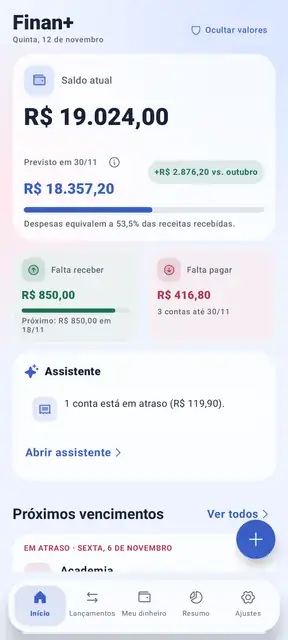 Finan+
Quinta, 12 de novembro
Ocultar valores
Saldo atual
R$ 19.024,00
Previsto em 30/11
R$ 18.357,20
+R$ 2.876,20 vs. outubro
Despesas equivalem a 53,5% das receitas recebidas.
Falta receber
R$ 850,00
Próximo: R$ 850,00 em
18/11
Falta pagar
R$ 416,80
3 contas até 30/11
Assistente
1 conta está em atraso (R$ 119,90).
Abrir assistente
Próximos vencimentos
Ver todos
EM ATRASO · SEXTA, 6 DE NOVEMBRO
Academia
Início
Lançamentos
Meu dinheiro
Resumo
Ajustes